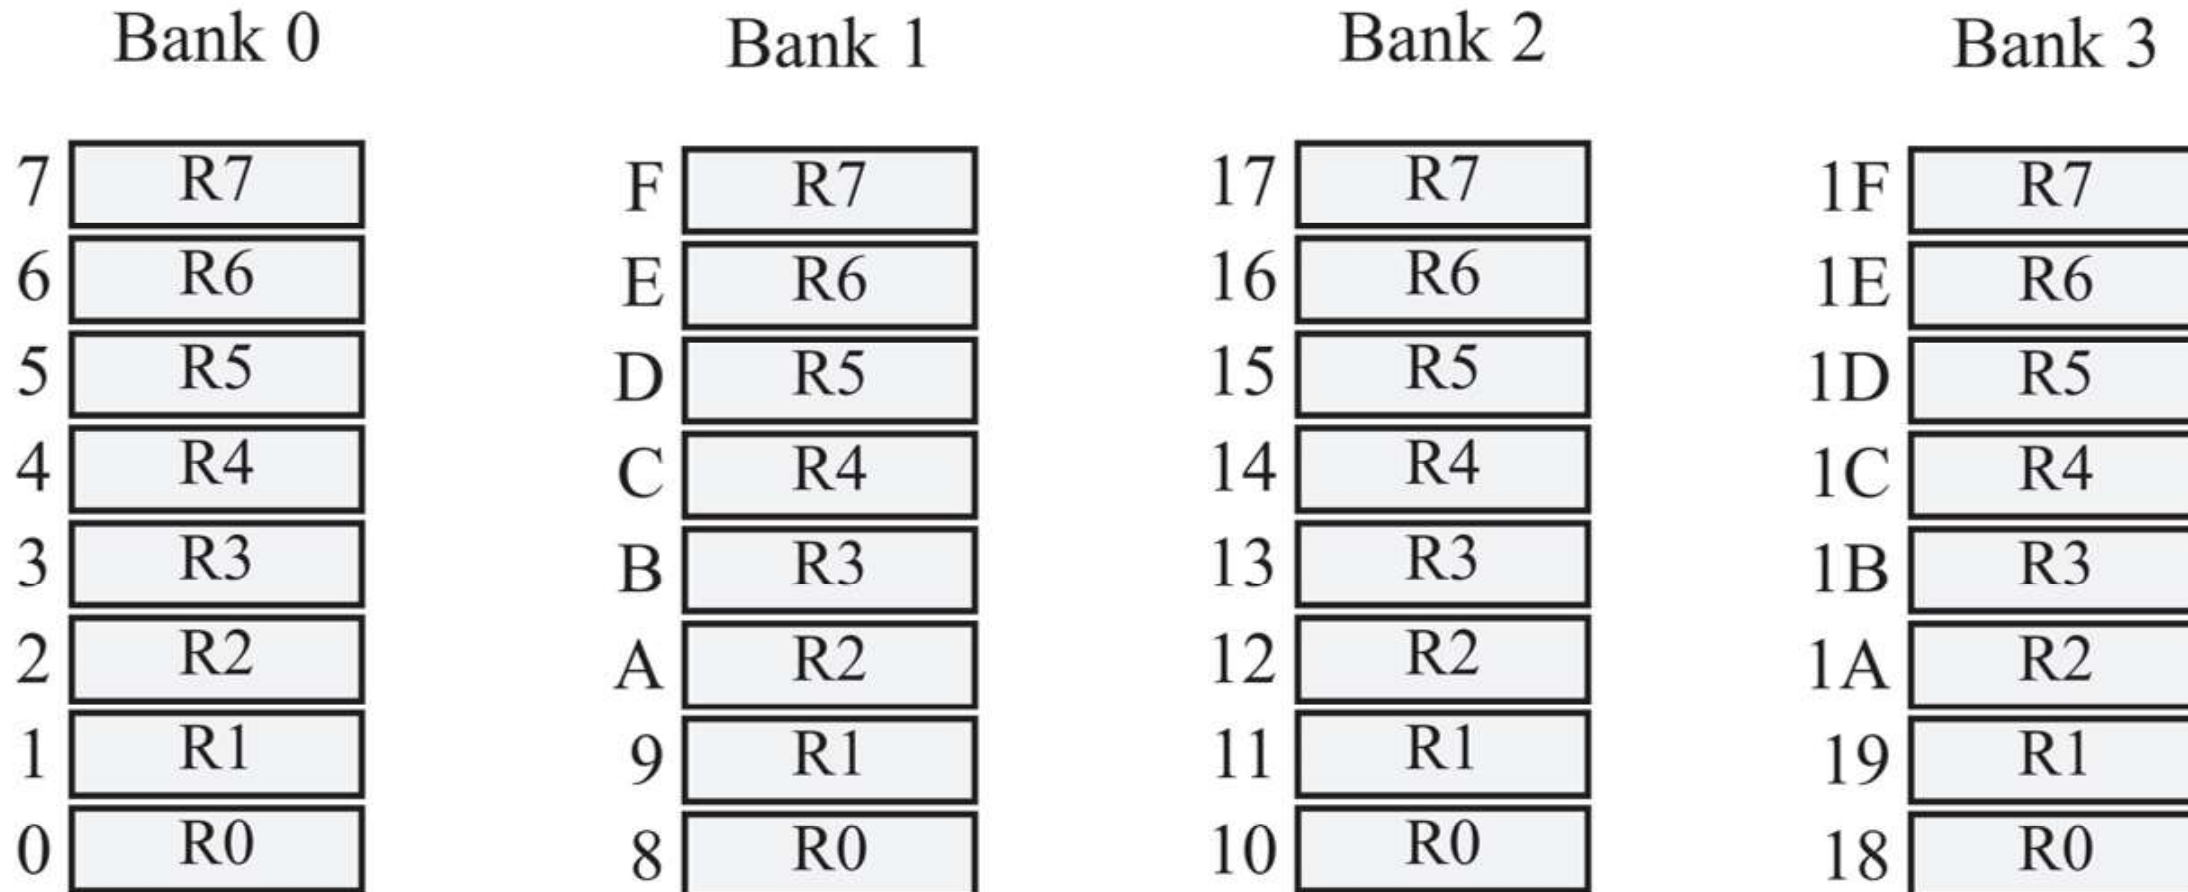 Bank 0 Bank 1 Bank 2 Bank 3
7 R7 F R7 17 R7 1F R7
6 R6 E R6 16 R6 1E R6
5 R5 D R5 15 R5 1D R5
4 R4 C R4 14 R4 1C R4
3 R3 B R3 13 R3 1B R3
2 R2 A R2 12 R2 1A R2
1 R1 9 R1 11 R1 19 R1
0 R0 8 R0 10 R0 18 R0